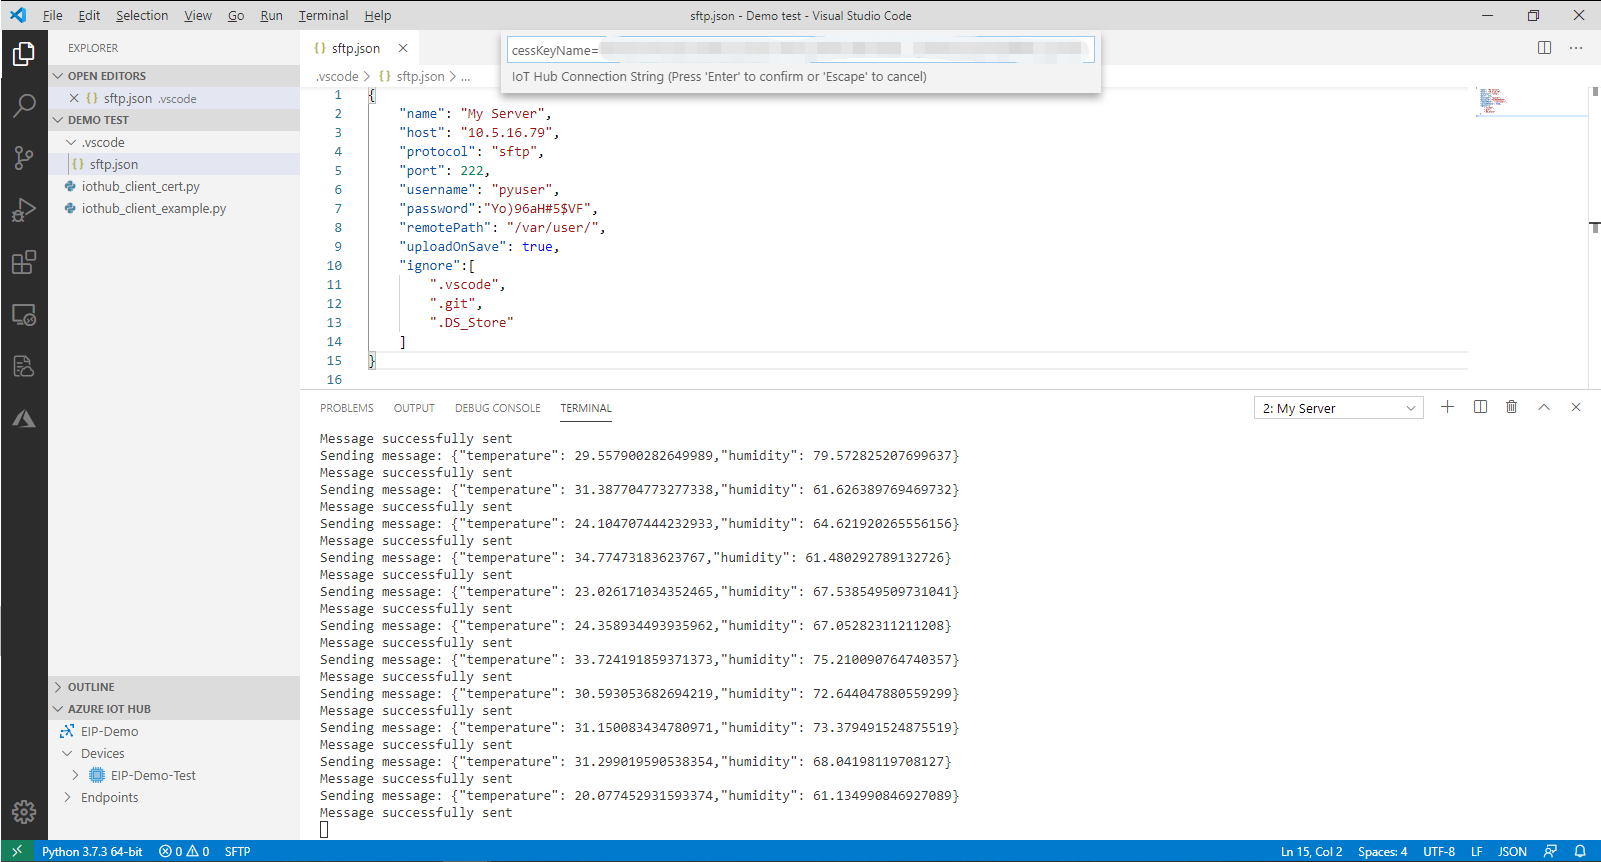 File Edit Selection View Go Run Terminal Help
sftp.json - Demo test - Visual Studio Code
EXPLORER
OPEN EDITORS
{} sftp.json .vscode
DEMO TEST
.vscode
{} sftp.json
iothub_client_cert.py
iothub_client_example.py
OUTLINE
AZURE IOT HUB
EIP-Demo
Devices
EIP-Demo-Test
Endpoints
{} sftp.json
cessKeyName=
IoT Hub Connection String (Press 'Enter' to confirm or 'Escape' to cancel)
.vscode > {} sftp.json > ...
1 {
2 "name": "My Server",
3 "host": "10.5.16.79",
4 "protocol": "sftp",
5 "port": 222,
6 "username": "pyuser",
7 "password":"Yo)96aH#5$VF",
8 "remotePath": "/var/user/",
9 "uploadOnSave": true,
10 "ignore":[
11 ".vscode",
12 ".git",
13 ".DS_Store"
14 ]
15 }
16
PROBLEMS OUTPUT DEBUG CONSOLE TERMINAL
2: My Server
Message successfully sent
Sending message: {"temperature": 29.557900282649989,"humidity": 79.572825207699637}
Message successfully sent
Sending message: {"temperature": 31.387704773277338,"humidity": 61.626389769469732}
Message successfully sent
Sending message: {"temperature": 24.104707444232933,"humidity": 64.621920265556156}
Message successfully sent
Sending message: {"temperature": 34.77473183623767,"humidity": 61.480292789132726}
Message successfully sent
Sending message: {"temperature": 23.026171034352465,"humidity": 67.538549509731041}
Message successfully sent
Sending message: {"temperature": 24.358934493935962,"humidity": 67.05282311211208}
Message successfully sent
Sending message: {"temperature": 33.724191859371373,"humidity": 75.210090764740357}
Message successfully sent
Sending message: {"temperature": 30.593053682694219,"humidity": 72.644047880559299}
Message successfully sent
Sending message: {"temperature": 31.150083434780971,"humidity": 73.379491524875519}
Message successfully sent
Sending message: {"temperature": 31.299019590538354,"humidity": 68.04198119708127}
Message successfully sent
Sending message: {"temperature": 20.077452931593374,"humidity": 61.134990846927089}
Message successfully sent
Python 3.7.3 64-bit 0 0 SFTP
Ln 15, Col 2 Spaces: 4 UTF-8 LF JSON